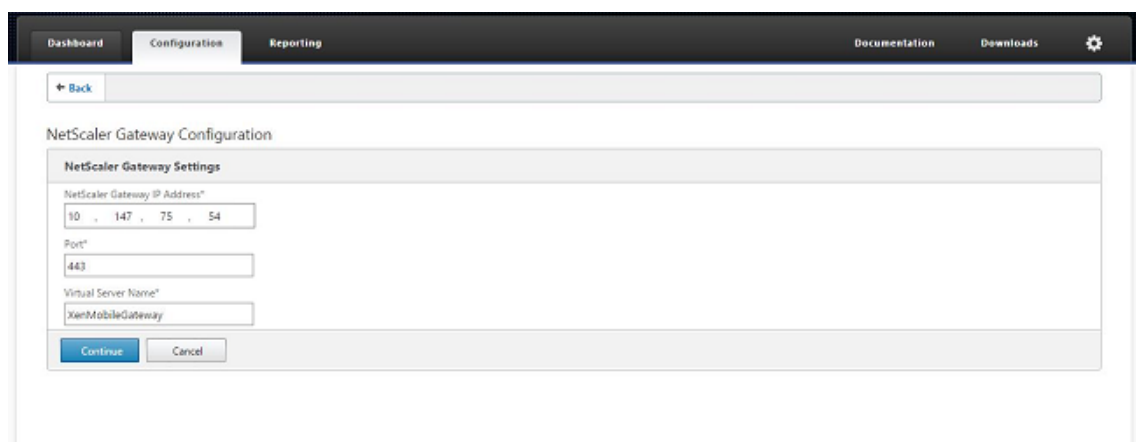 Dashboard Configuration Reporting Documentation Downloads
Back
NetScaler Gateway Configuration
NetScaler Gateway Settings
NetScaler Gateway IP Address*
10 . 147 . 75 . 54
Port*
443
Virtual Server Name*
XenMobileGateway
Continue Cancel